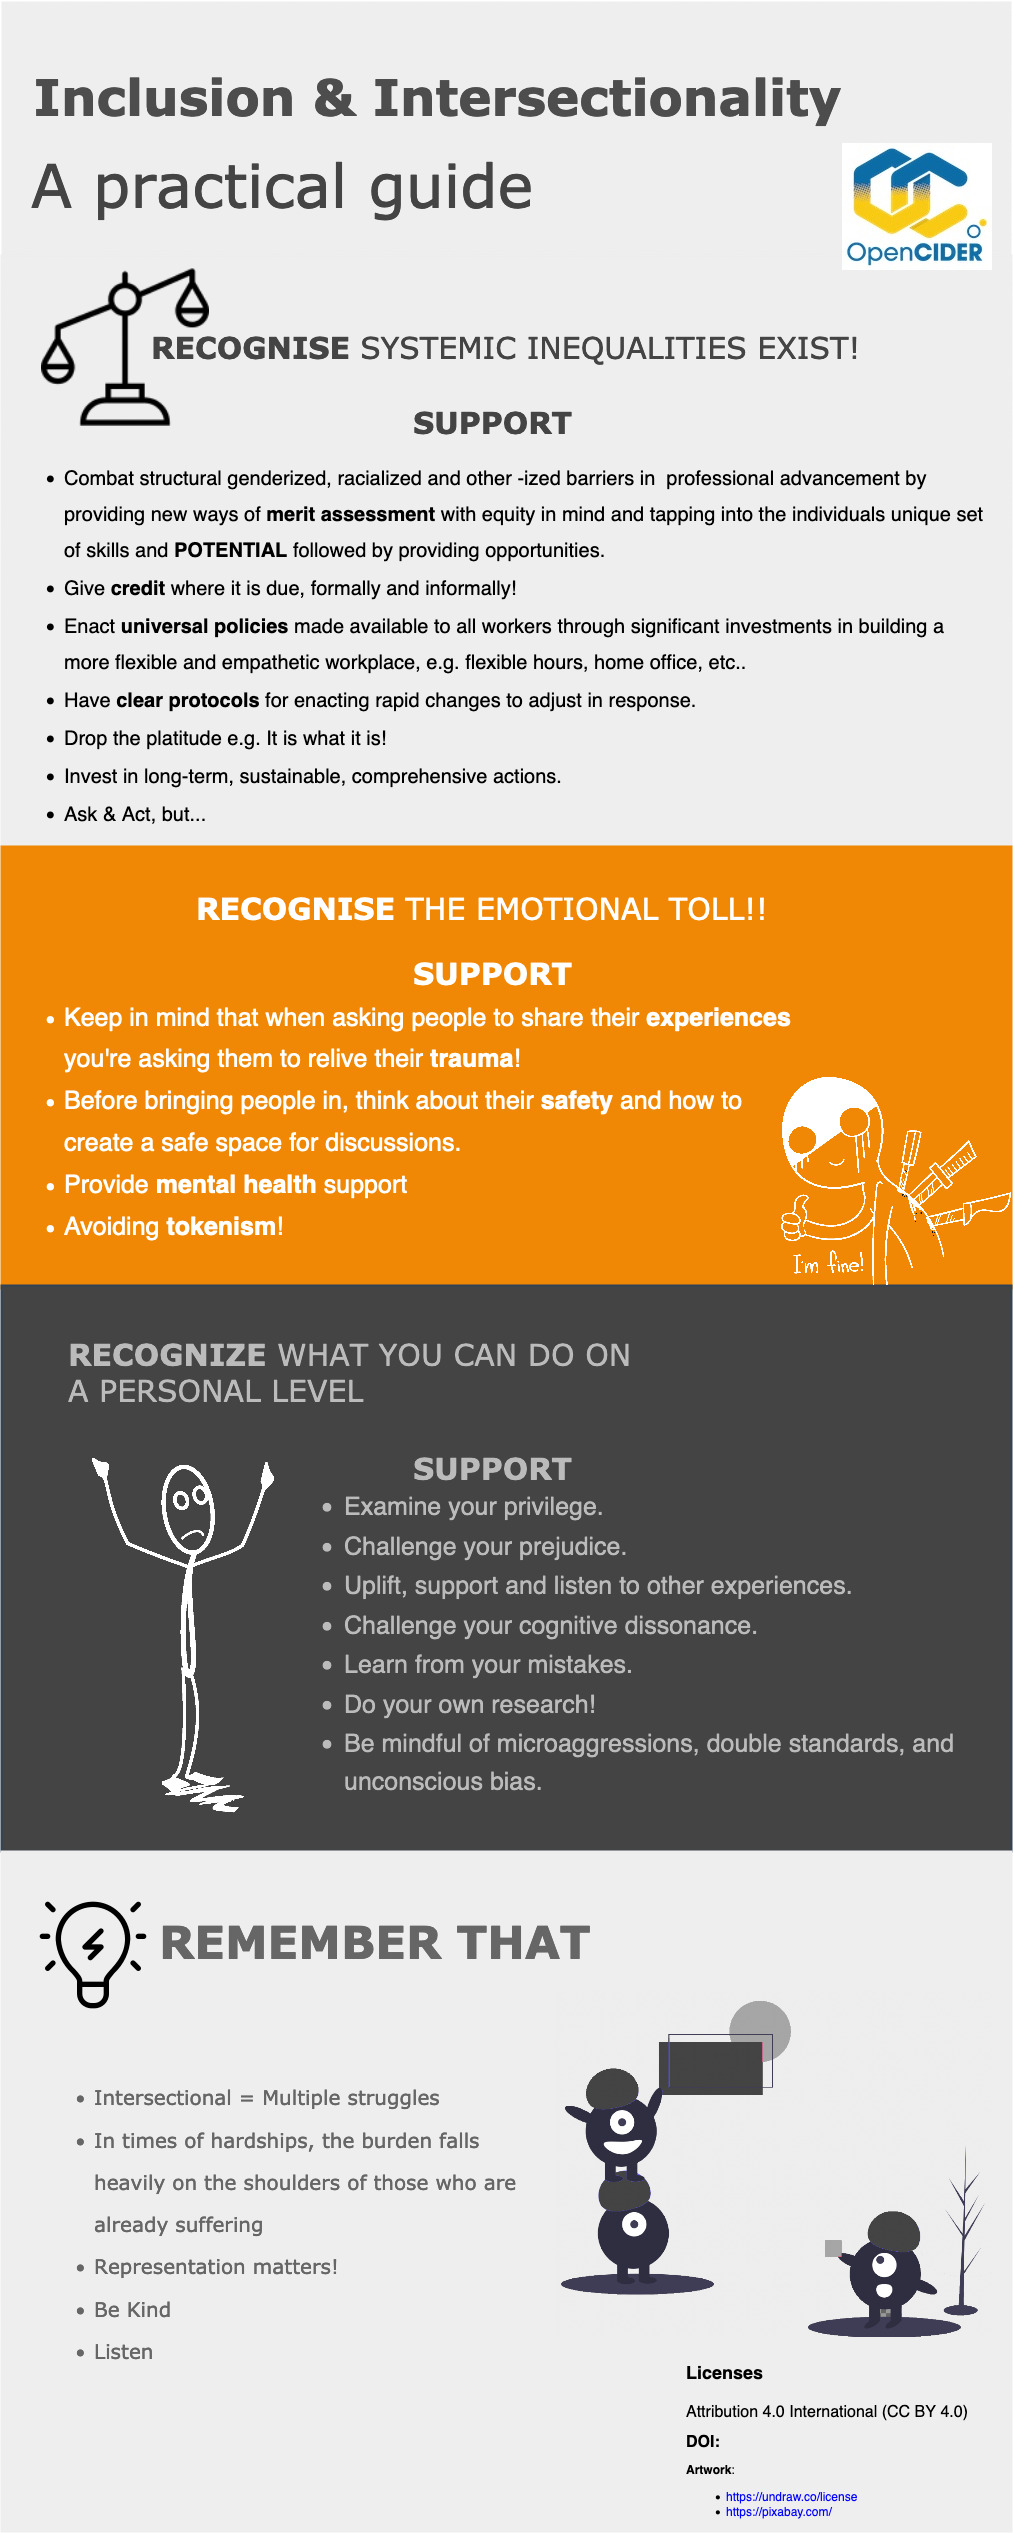 Inclusion & Intersectionality
A practical guide
OpenCIDER
RECOGNISE SYSTEMIC INEQUALITIES EXIST!
SUPPORT
• Combat structural genderized, racialized and other -ized barriers in  professional advancement by
providing new ways of merit assessment with equity in mind and tapping into the individuals unique set
of skills and POTENTIAL followed by providing opportunities.
• Give credit where it is due, formally and informally!
• Enact universal policies made available to all workers through significant investments in building a
more flexible and empathetic workplace, e.g. flexible hours, home office, etc..
• Have clear protocols for enacting rapid changes to adjust in response.
• Drop the platitude e.g. It is what it is!
• Invest in long-term, sustainable, comprehensive actions.
• Ask & Act, but...
RECOGNISE THE EMOTIONAL TOLL!!
SUPPORT
• Keep in mind that when asking people to share their experiences
you're asking them to relive their trauma!
• Before bringing people in, think about their safety and how to
create a safe space for discussions.
• Provide mental health support
• Avoiding tokenism!
I'm fine!
RECOGNIZE WHAT YOU CAN DO ON
A PERSONAL LEVEL
SUPPORT
• Examine your privilege.
• Challenge your prejudice.
• Uplift, support and listen to other experiences.
• Challenge your cognitive dissonance.
• Learn from your mistakes.
• Do your own research!
• Be mindful of microaggressions, double standards, and
unconscious bias.
REMEMBER THAT
• Intersectional = Multiple struggles
• In times of hardships, the burden falls
heavily on the shoulders of those who are
already suffering
• Representation matters!
• Be Kind
• Listen
Licenses
Attribution 4.0 International (CC BY 4.0)
DOI:
Artwork:
• https://undraw.co/license
• https://pixabay.com/